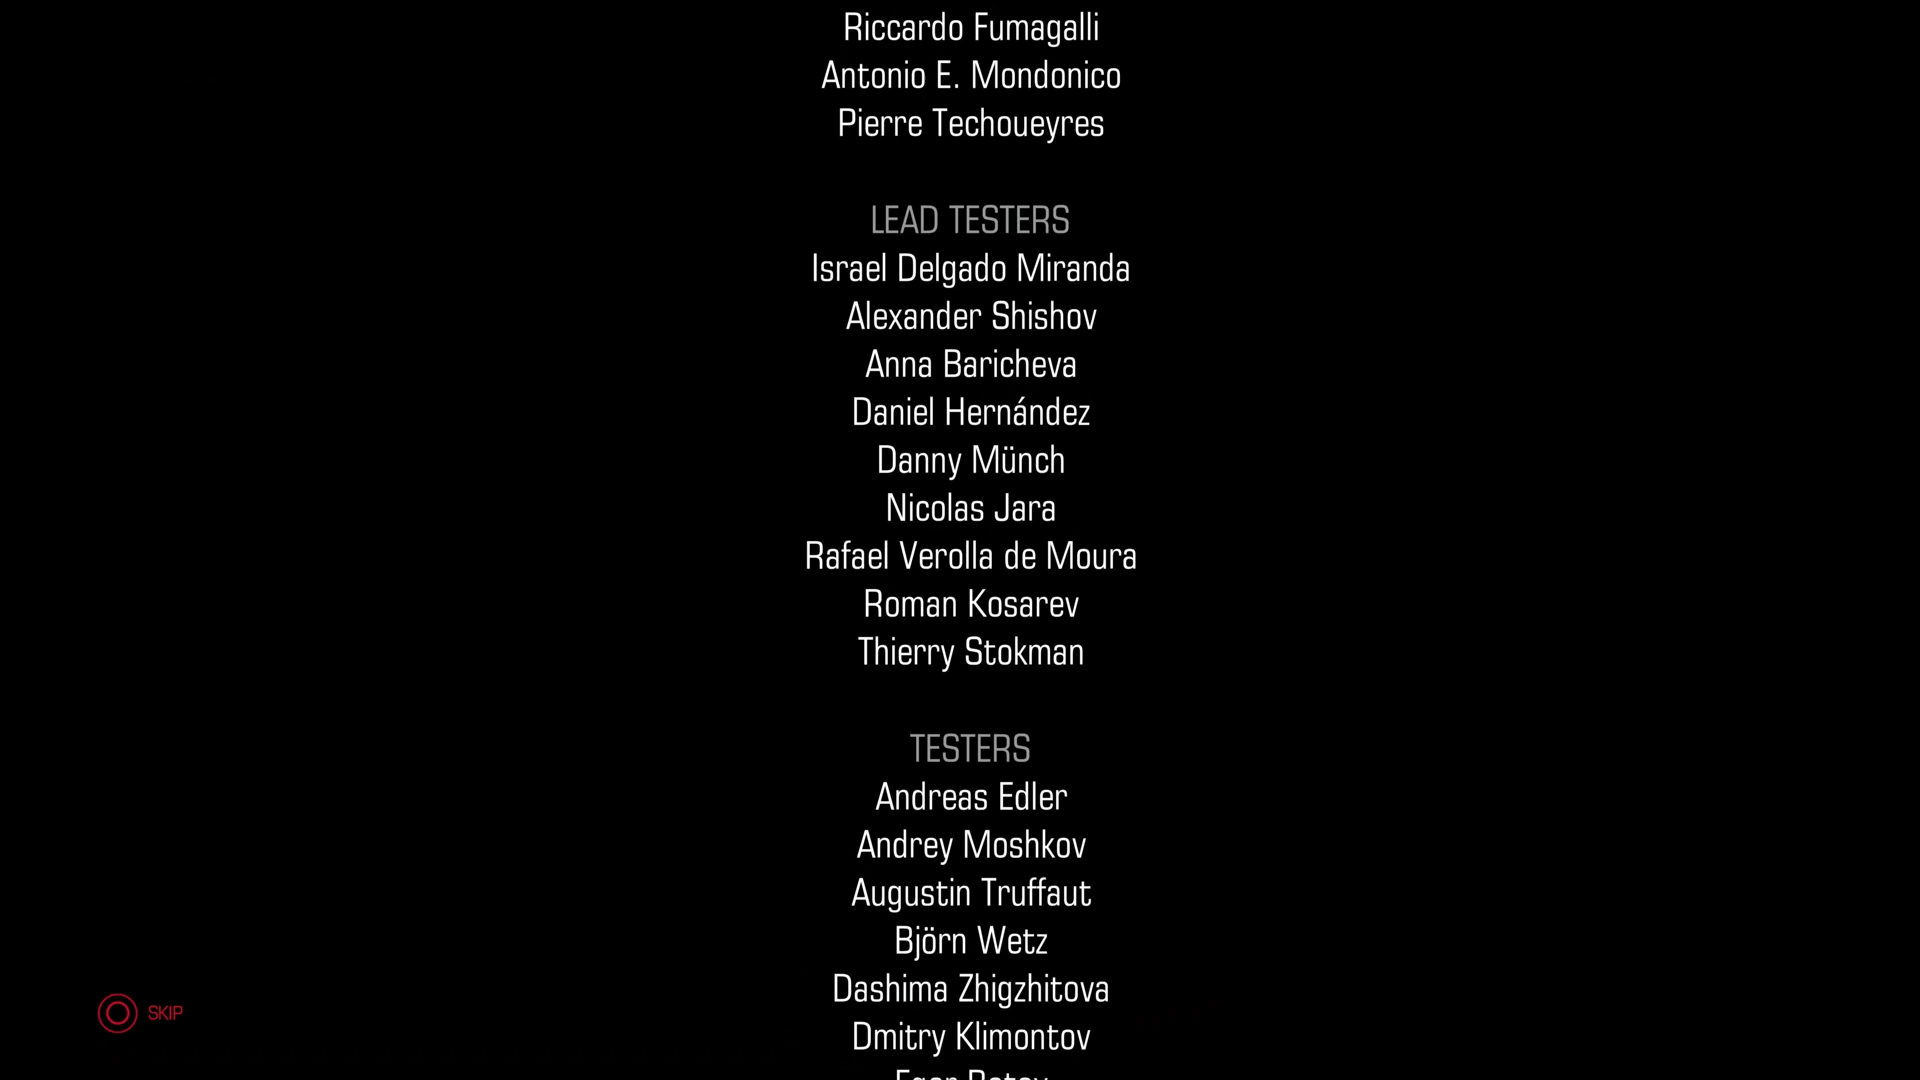 Riccardo Fumagalli
Antonio E. Mondonico
Pierre Techoueyres
LEAD TESTERS
Israel Delgado Miranda
Alexander Shishov
Anna Baricheva
Daniel Hernández
Danny Münch
Nicolas Jara
Rafael Verolla de Moura
Roman Kosarev
Thierry Stokman
TESTERS
Andreas Edler
Andrey Moshkov
Augustin Truffaut
Björn Wetz
Dashima Zhigzhitova
Dmitry Klimontov
SKIP